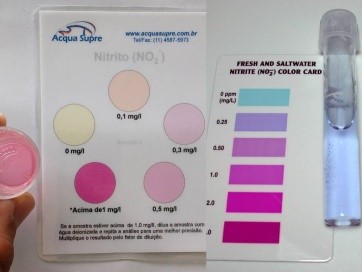 Acqua Supre
www.acquasupre.com.br
Tel/Fax: (11) 4587-5973
Nitrito (NO2-)
0,1 mg/l
0 mg/l
0,3 mg/l
*Acima de1 mg/l
0,5 mg/l
Se a amostra estiver acima de 1,0 mg/l, dilua a amostra com
água deionizada e repita a análise para uma melhor precisão.
Multiplique o resultado pelo fator de diluição.
FRESH AND SALTWATER
NITRITE (NO2-) COLOR CARD
0 ppm
(mg/L)
0.25
0.50
1.0
2.0
.0